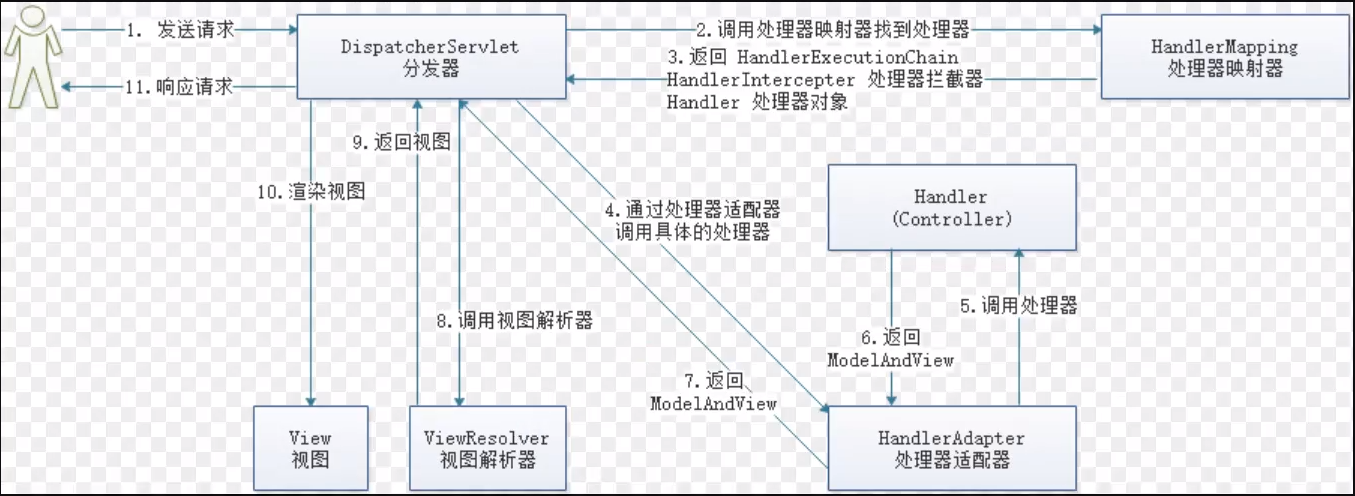 1. 发送请求
DispatcherServlet
分发器
2.调用处理器映射器找到处理器
HandlerMapping
处理器映射器
3.返回 HandlerExecutionChain
HandlerIntercepter 处理器拦截器
Handler 处理器对象
11.响应请求
9.返回视图
10.渲染视图
4.通过处理器适配器
调用具体的处理器
Handler
(Controller)
5.调用处理器
8.调用视图解析器
6.返回
ModelAndView
7.返回
ModelAndView
View
视图
ViewResolver
视图解析器
HandlerAdapter
处理器适配器